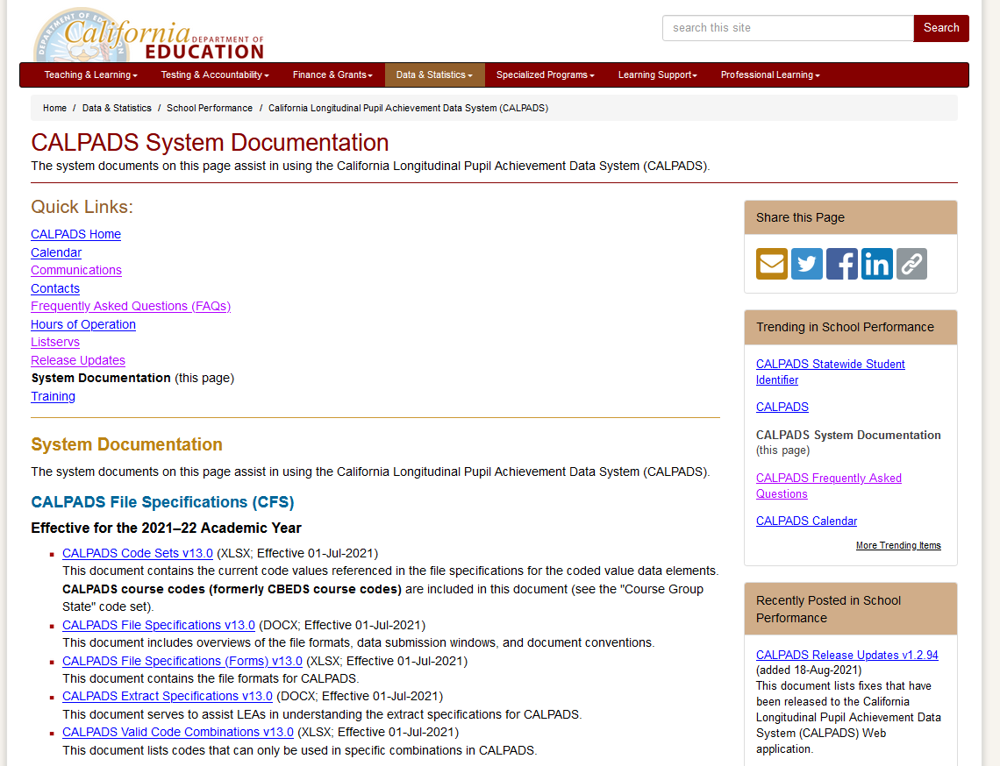 DEPARTMENT OF EDUCATION
California DEPARTMENT OF
EDUCATION
search this site
Search
Teaching & Learning
Testing & Accountability
Finance & Grants
Data & Statistics
Specialized Programs
Learning Support
Professional Learning
Home / Data & Statistics / School Performance / California Longitudinal Pupil Achievement Data System (CALPADS)
CALPADS System Documentation
The system documents on this page assist in using the California Longitudinal Pupil Achievement Data System (CALPADS).
Quick Links:
CALPADS Home
Calendar
Communications
Contacts
Frequently Asked Questions (FAQs)
Hours of Operation
Listservs
Release Updates
System Documentation (this page)
Training
System Documentation
The system documents on this page assist in using the California Longitudinal Pupil Achievement Data System (CALPADS).
CALPADS File Specifications (CFS)
Effective for the 2021–22 Academic Year
CALPADS Code Sets v13.0 (XLSX; Effective 01-Jul-2021)
This document contains the current code values referenced in the file specifications for the coded value data elements.
CALPADS course codes (formerly CBEDS course codes) are included in this document (see the "Course Group
State" code set).
CALPADS File Specifications v13.0 (DOCX; Effective 01-Jul-2021)
This document includes overviews of the file formats, data submission windows, and document conventions.
CALPADS File Specifications (Forms) v13.0 (XLSX; Effective 01-Jul-2021)
This document contains the file formats for CALPADS.
CALPADS Extract Specifications v13.0 (DOCX; Effective 01-Jul-2021)
This document serves to assist LEAs in understanding the extract specifications for CALPADS.
CALPADS Valid Code Combinations v13.0 (XLSX; Effective 01-Jul-2021)
This document lists codes that can only be used in specific combinations in CALPADS.
Share this Page
Trending in School Performance
CALPADS Statewide Student
Identifier
CALPADS
CALPADS System Documentation
(this page)
CALPADS Frequently Asked
Questions
CALPADS Calendar
More Trending Items
Recently Posted in School
Performance
CALPADS Release Updates v1.2.94
(added 18-Aug-2021)
This document lists fixes that have
been released to the California
Longitudinal Pupil Achievement Data
System (CALPADS) Web
application.